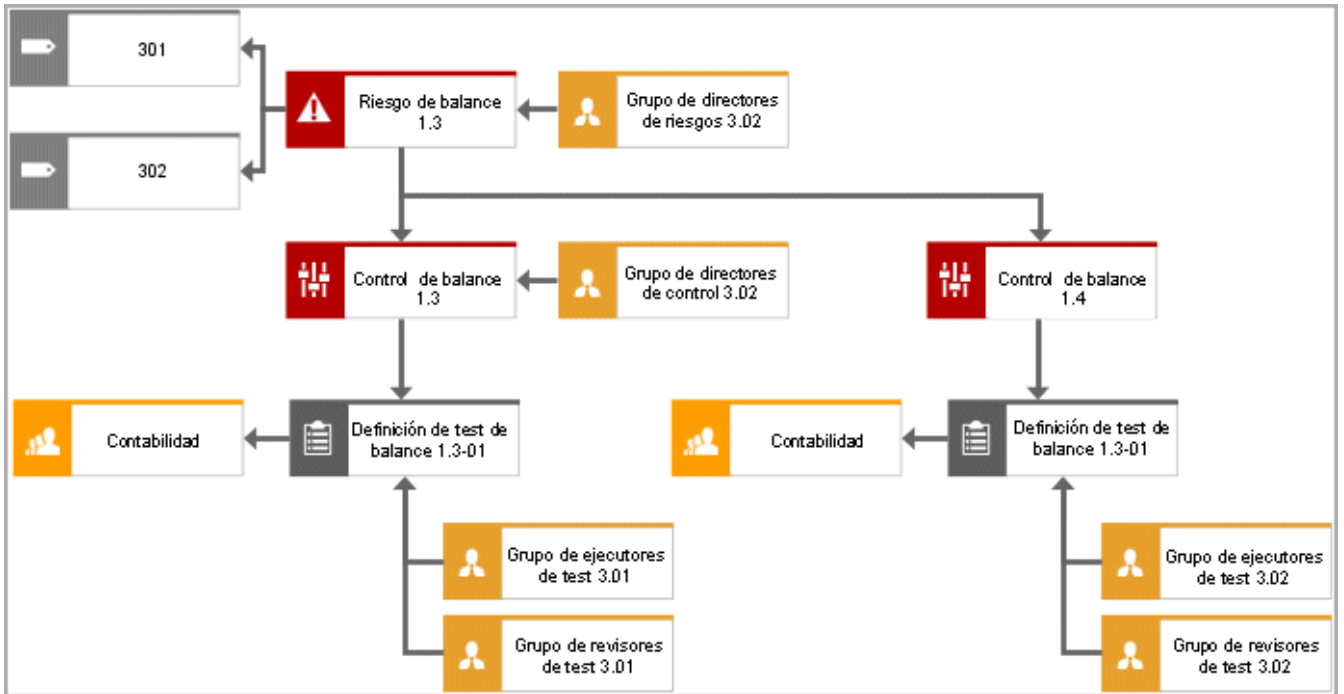 301
Riesgo de balance
1.3
Grupo de directores
de riesgos 3.02
302
Control de balance
1.3
Grupo de directores
de control 3.02
Control de balance
1.4
Contabilidad
Definición de test de
balance 1.3-01
Contabilidad
Definición de test de
balance 1.3-01
Grupo de ejecutores
de test 3.01
Grupo de ejecutores
de test 3.02
Grupo de revisores
de test 3.01
Grupo de revisores
de test 3.02